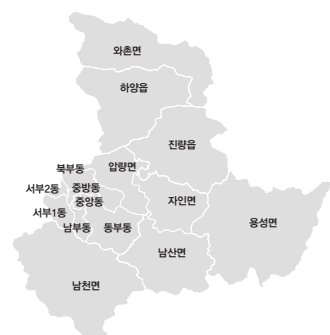 와촌면
하양읍
진량읍
압량면
북부동
서부2동
중방동
중앙동
자인면
서부1동
남부동
동부동
용성면
남산면
남천면